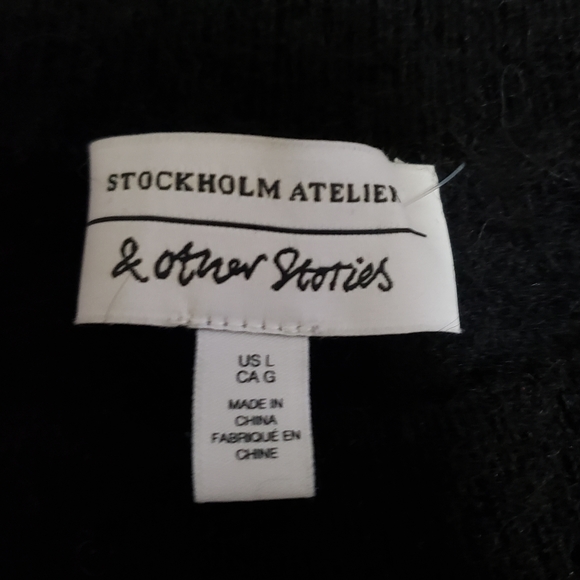 STOCKHOLM ATELIER
& other Stories
US L
CA G
MADE IN
CHINA
FABRIQUÉ EN
CHINE